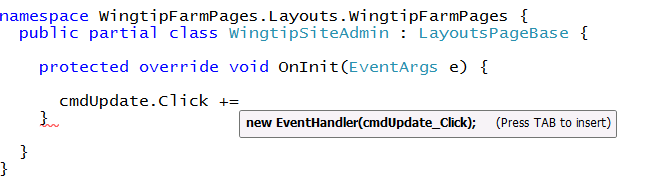 namespace WingtipFarmPages.Layouts.WingtipFarmPages {
public partial class WingtipSiteAdmin : LayoutsPageBase {
protected override void OnInit(EventArgs e) {
cmdUpdate.Click +=
new EventHandler(cmdUpdate_Click); (Press TAB to insert)
}
}
}